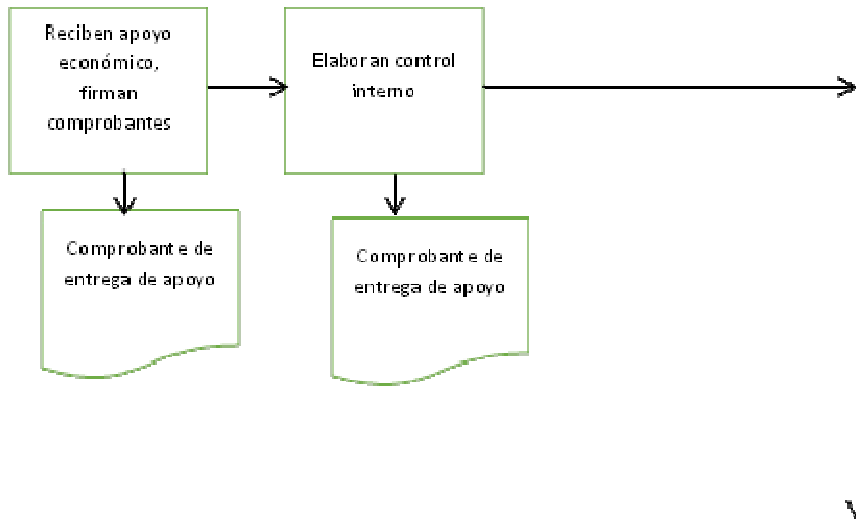 Reciben apoyo
económico,
firman
comprobantes
Elaboran control
interno
Comprobante de
entrega de apoyo
Comprobante de
entrega de apoyo